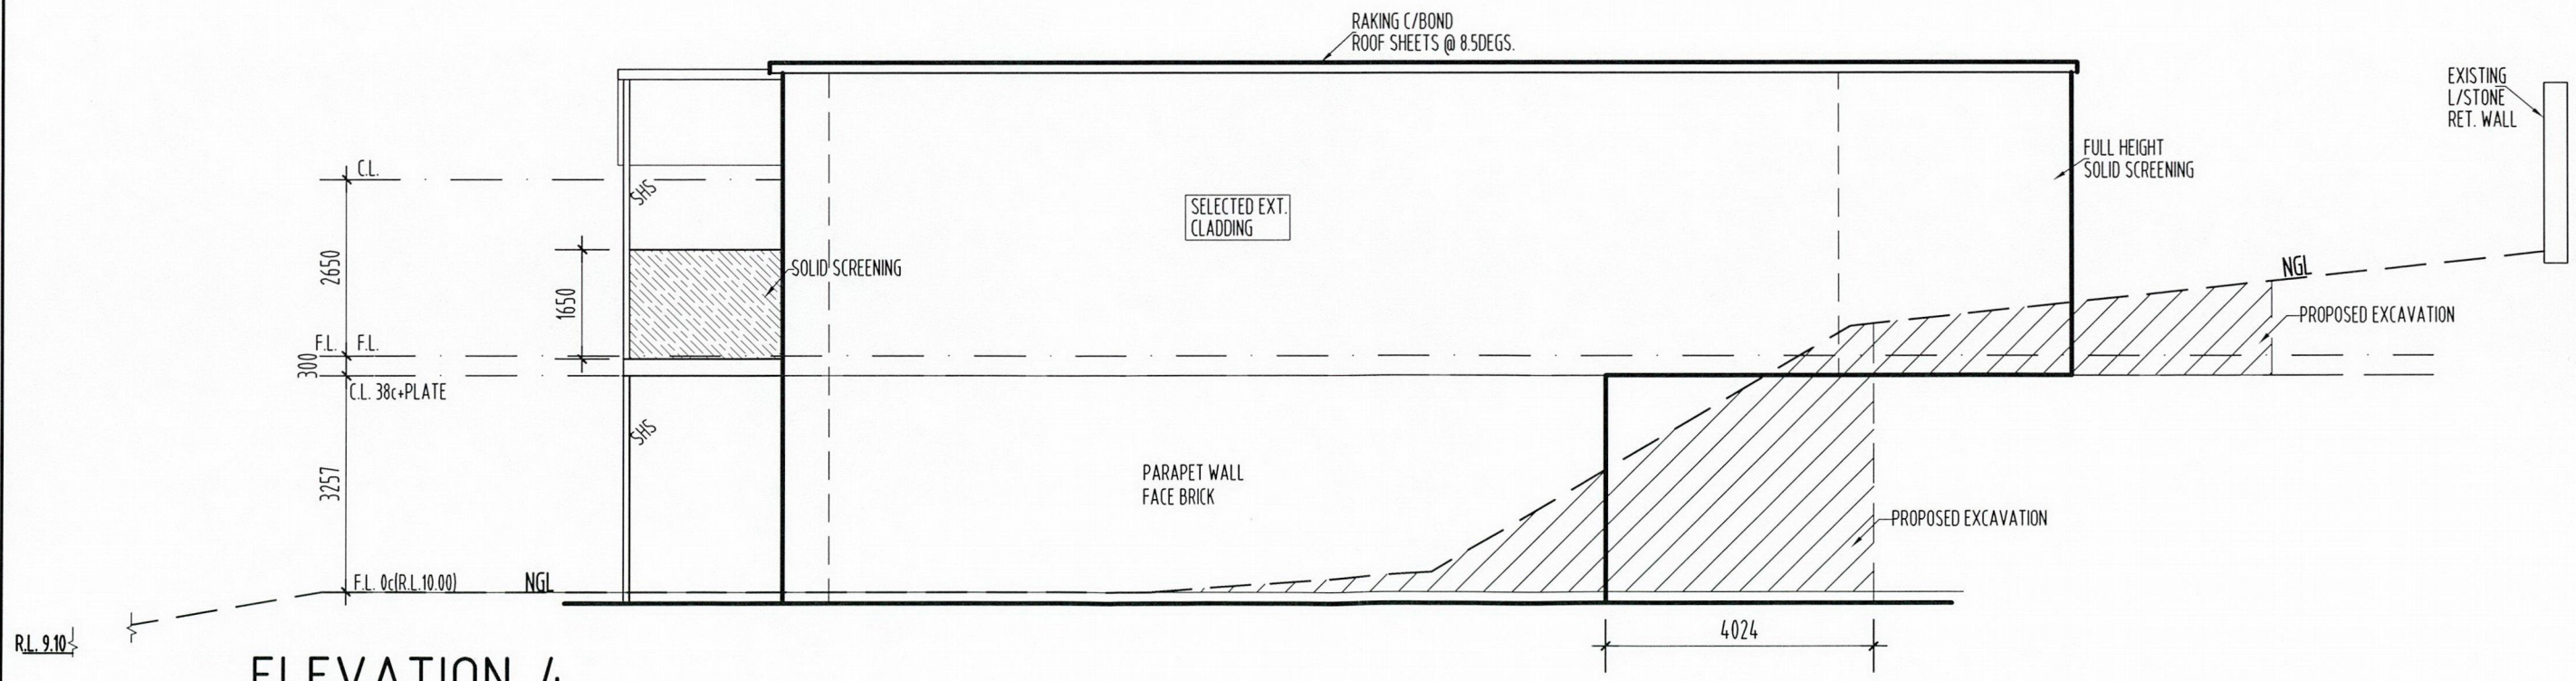 RAKING C/BOND
ROOF SHEETS @ 8.5DEGS.
EXISTING
L/STONE
RET. WALL
FULL HEIGHT
SOLID SCREENING
C.L.
SHS
SELECTED EXT.
CLADDING
2650
1650
SOLID SCREENING
NGL
PROPOSED EXCAVATION
F.L. F.L.
300
C.L. 38c+PLATE
SHS
3257
PARAPET WALL
FACE BRICK
PROPOSED EXCAVATION
F.L. 0c(R.L.10.00)
NGL
4024
R.L. 9.10
ELEVATION 4